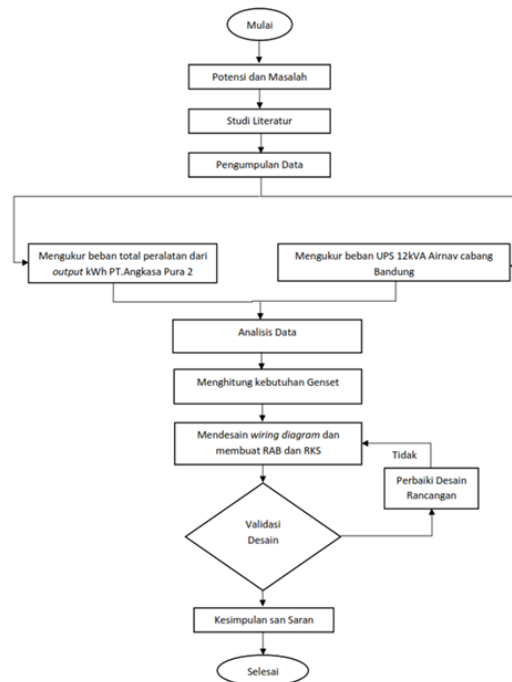 Mulai
Potensi dan Masalah
Studi Literatur
Pengumpulan Data
Mengukur beban total peralatan dari
output kWh PT.Angkasa Pura 2
Mengukur beban UPS 12kVA Airnav cabang
Bandung
Analisis Data
Menghitung kebutuhan Genset
Mendesain wiring diagram dan
membuat RAB dan RKS
Tidak
Perbaiki Desain
Rancangan
Validasi
Desain
Kesimpulan san Saran
Selesai